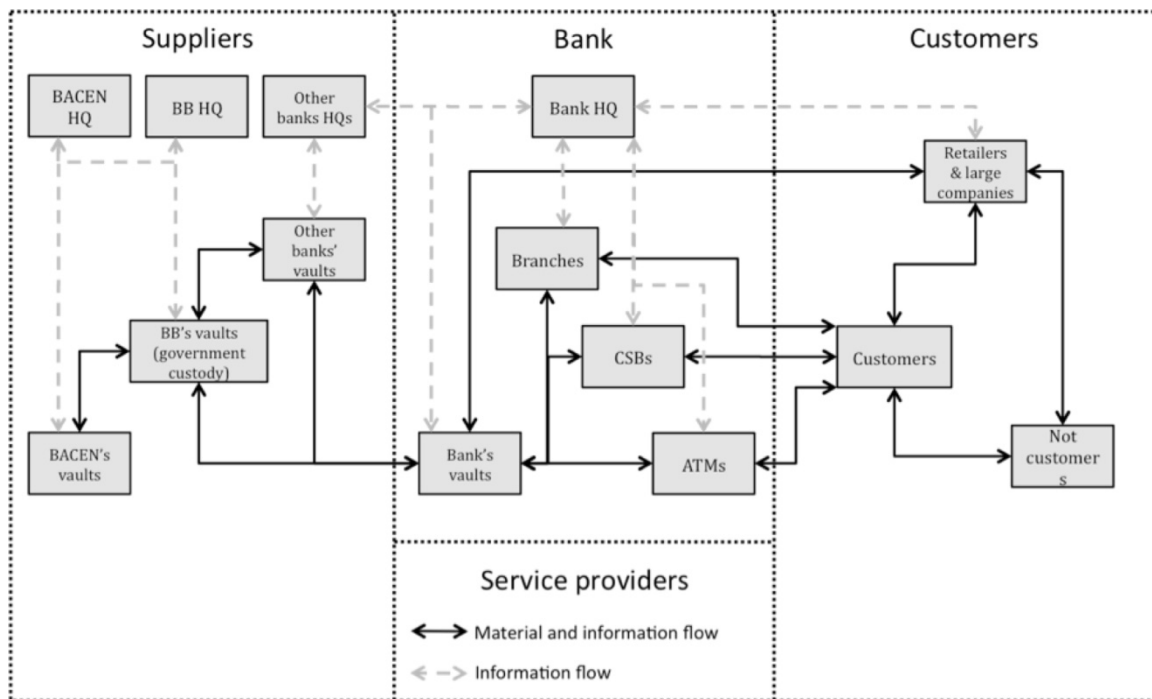 Suppliers
Bank
Customers
BACEN
HQ
BB HQ
Other
banks HQs
Bank HQ
Retailers
& large
companies
Other
banks'
vaults
Branches
BB's vaults
(government
custody)
CSBs
Customers
BACEN's
vaults
Bank's
vaults
ATMs
Not
customer
s
Service providers
Material and information flow
Information flow